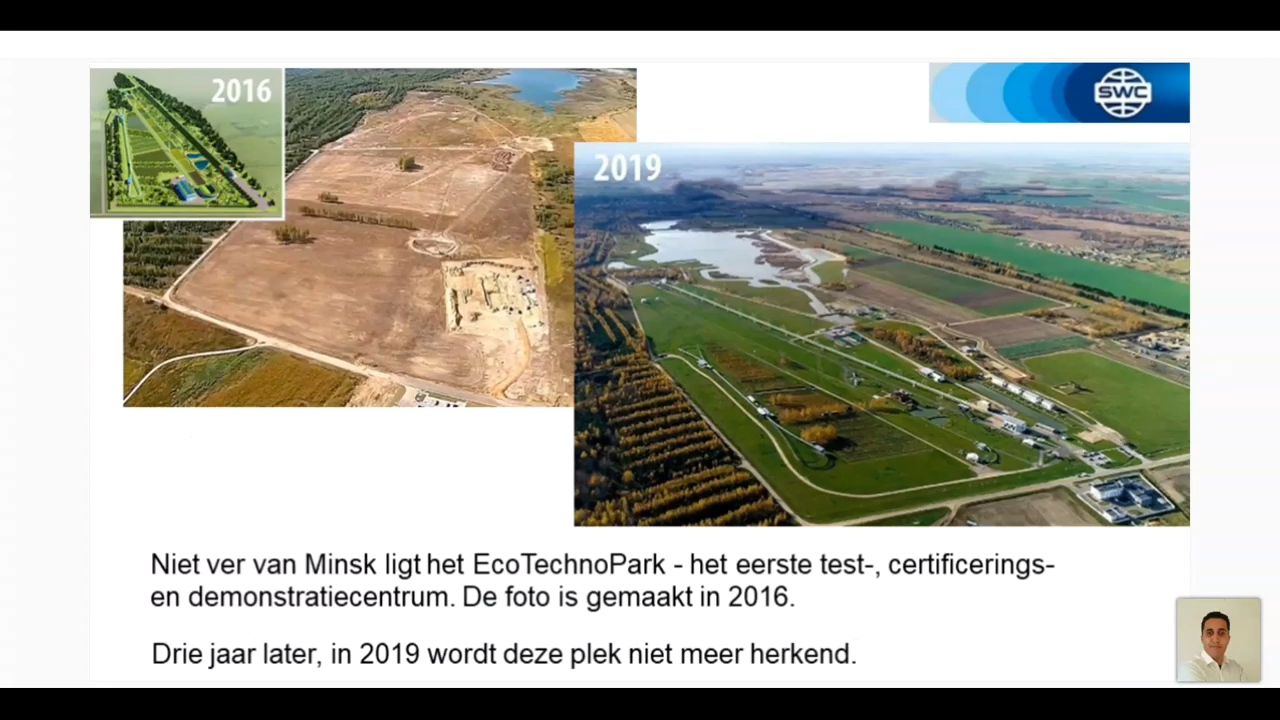 2016
SWC
2019
Niet ver van Minsk ligt het EcoTechnoPark - het eerste test-, certificerings-
en demonstratiecentrum. De foto is gemaakt in 2016.
Drie jaar later, in 2019 wordt deze plek niet meer herkend.